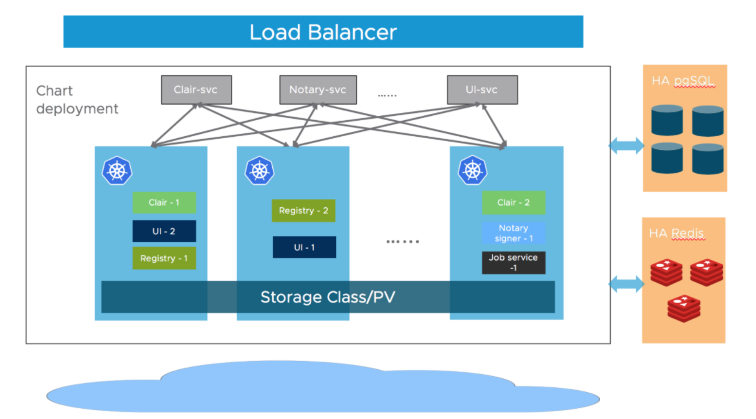 Load Balancer
Chart
deployment
Clair-svc
Notary-svc
......
UI-svc
HA pgSQL
Clair - 1
UI - 2
Registry - 1
Registry - 2
UI - 1
......
Clair - 2
Notary
signer - 1
Job service
-1
Storage Class/PV
HA Redis